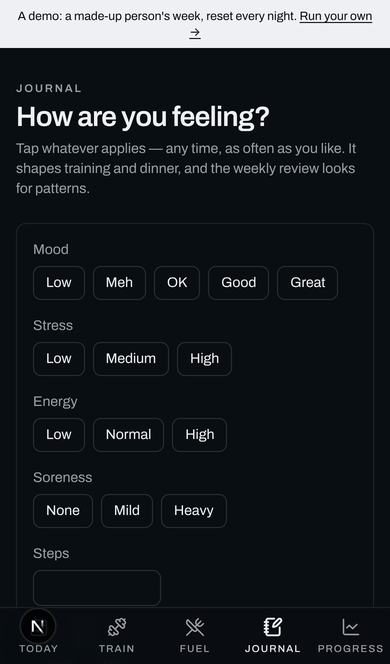 A demo: a made-up person's week, reset every night. Run your own
→
JOURNAL
How are you feeling?
Tap whatever applies — any time, as often as you like. It
shapes training and dinner, and the weekly review looks
for patterns.
Mood
Low Meh OK Good Great
Stress
Low Medium High
Energy
Low Normal High
Soreness
None Mild Heavy
Steps
N
TODAY TRAIN FUEL JOURNAL PROGRESS